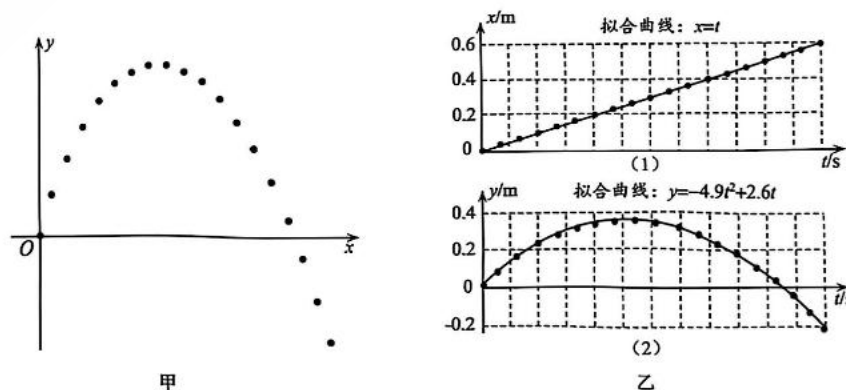 y
O
x
甲
x/m
拟合曲线：x=t
0.6
0.4
0.2
0
t/s
(1)
y/m
拟合曲线：y=-4.9t²+2.6t
0.4
0.2
0
-0.2
(2)
乙